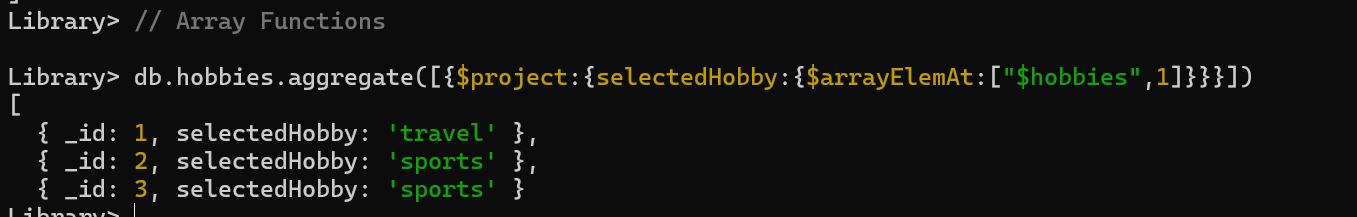 ]
Library> // Array Functions
Library> db.hobbies.aggregate([{$project:{selectedHobby:{$arrayElemAt:["$hobbies",1]}}}])
[
  { _id: 1, selectedHobby: 'travel' },
  { _id: 2, selectedHobby: 'sports' },
  { _id: 3, selectedHobby: 'sports' }
Library>